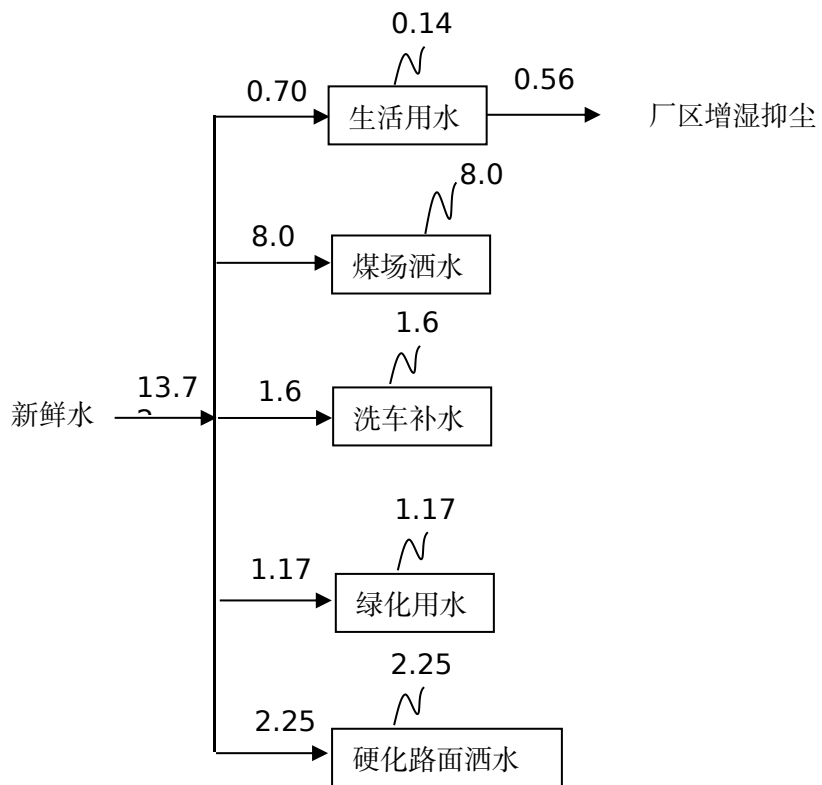 0.14
0.70
0.56
生活用水
厂区增湿抑尘
8.0
8.0
煤场洒水
1.6
13.7
1.6
新鲜水
洗车补水
1.17
1.17
绿化用水
2.25
2.25
硬化路面洒水